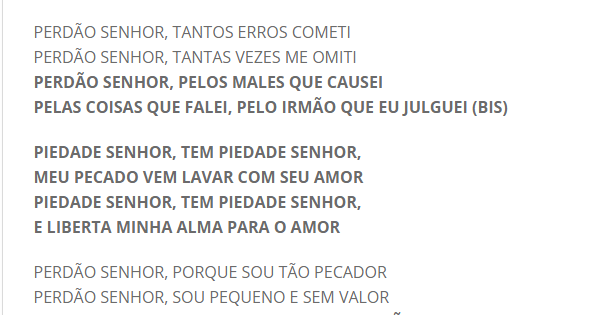 PERDÃO SENHOR, TANTOS ERROS COMETI
PERDÃO SENHOR, TANTAS VEZES ME OMITI
PERDÃO SENHOR, PELOS MALES QUE CAUSEI
PELAS COISAS QUE FALEI, PELO IRMÃO QUE EU JULGUEI (BIS)
PIEDADE SENHOR, TEM PIEDADE SENHOR,
MEU PECADO VEM LAVAR COM SEU AMOR
PIEDADE SENHOR, TEM PIEDADE SENHOR,
E LIBERTA MINHA ALMA PARA O AMOR
PERDÃO SENHOR, PORQUE SOU TÃO PECADOR
PERDÃO SENHOR, SOU PEQUENO E SEM VALOR